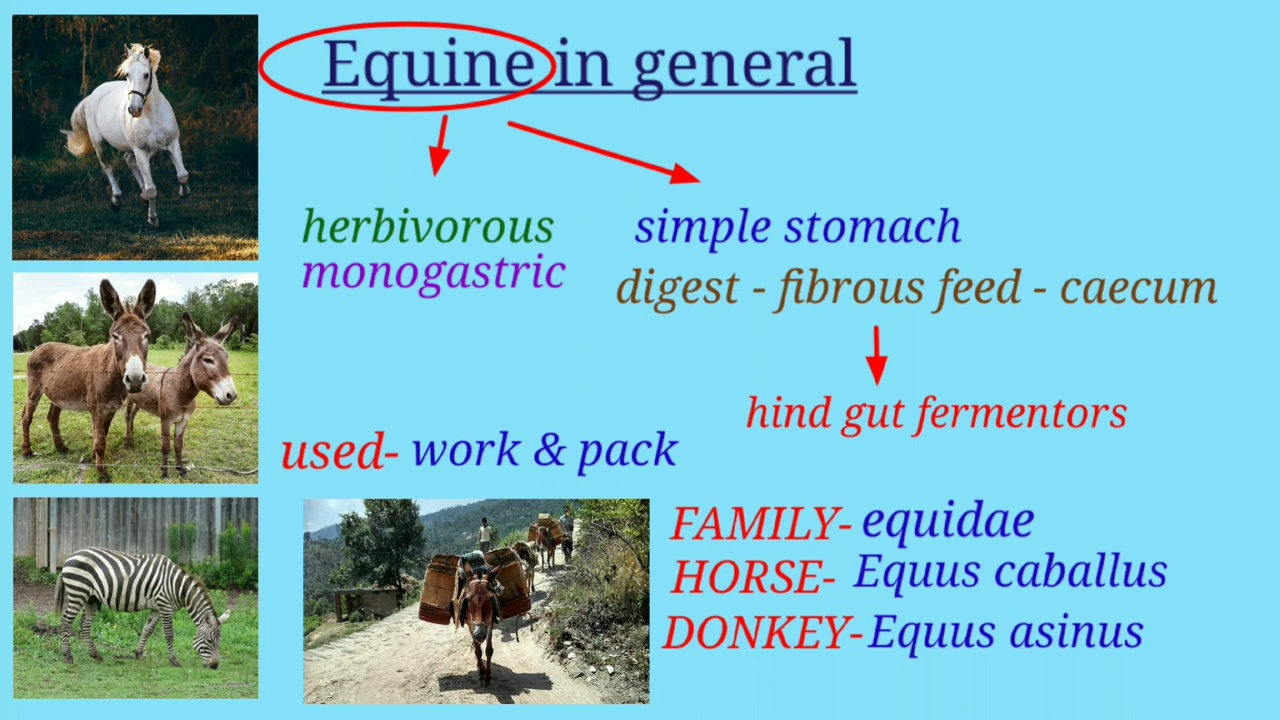 Equine in general
herbivorous
monogastric
simple stomach
digest - fibrous feed - caecum
hind gut fermentors
used- work & pack
FAMILY- equidae
HORSE- Equus caballus
DONKEY- Equus asinus